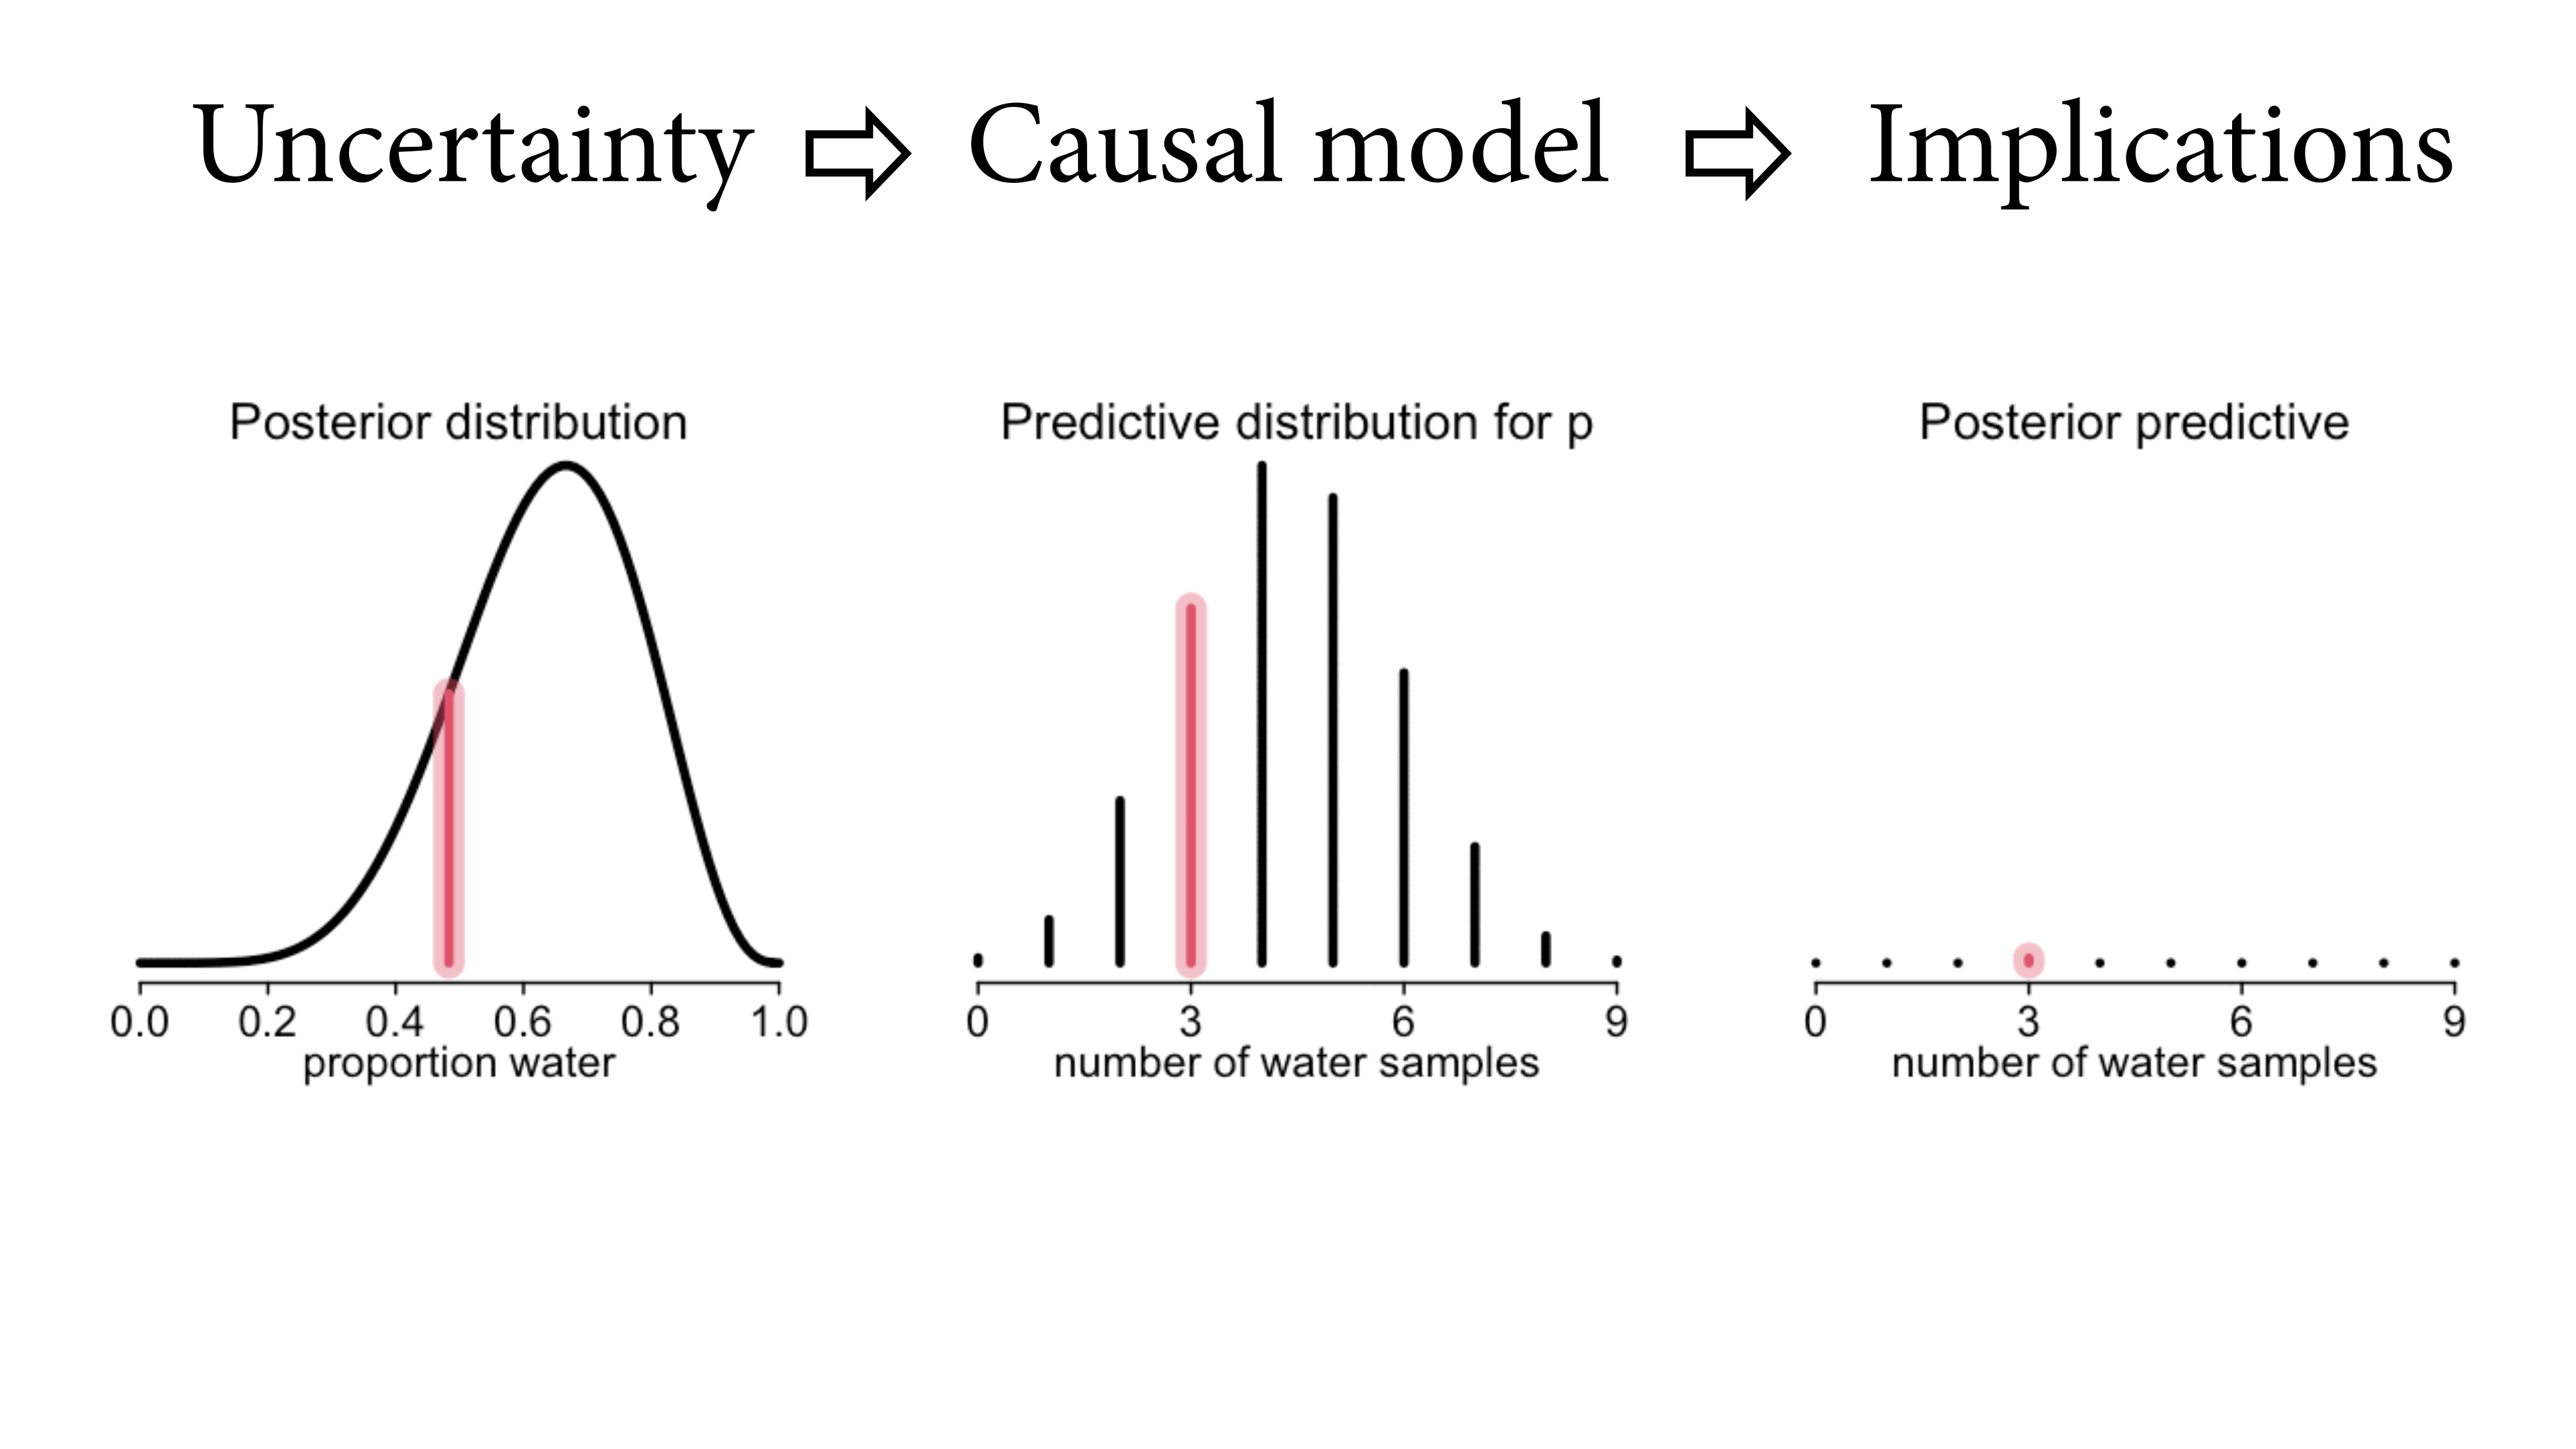 Uncertainty ⇨ Causal model ⇨ Implications
Posterior distribution
0.0 0.2 0.4 0.6 0.8 1.0
proportion water
Predictive distribution for p
0 3 6 9
number of water samples
Posterior predictive
0 3 6 9
number of water samples